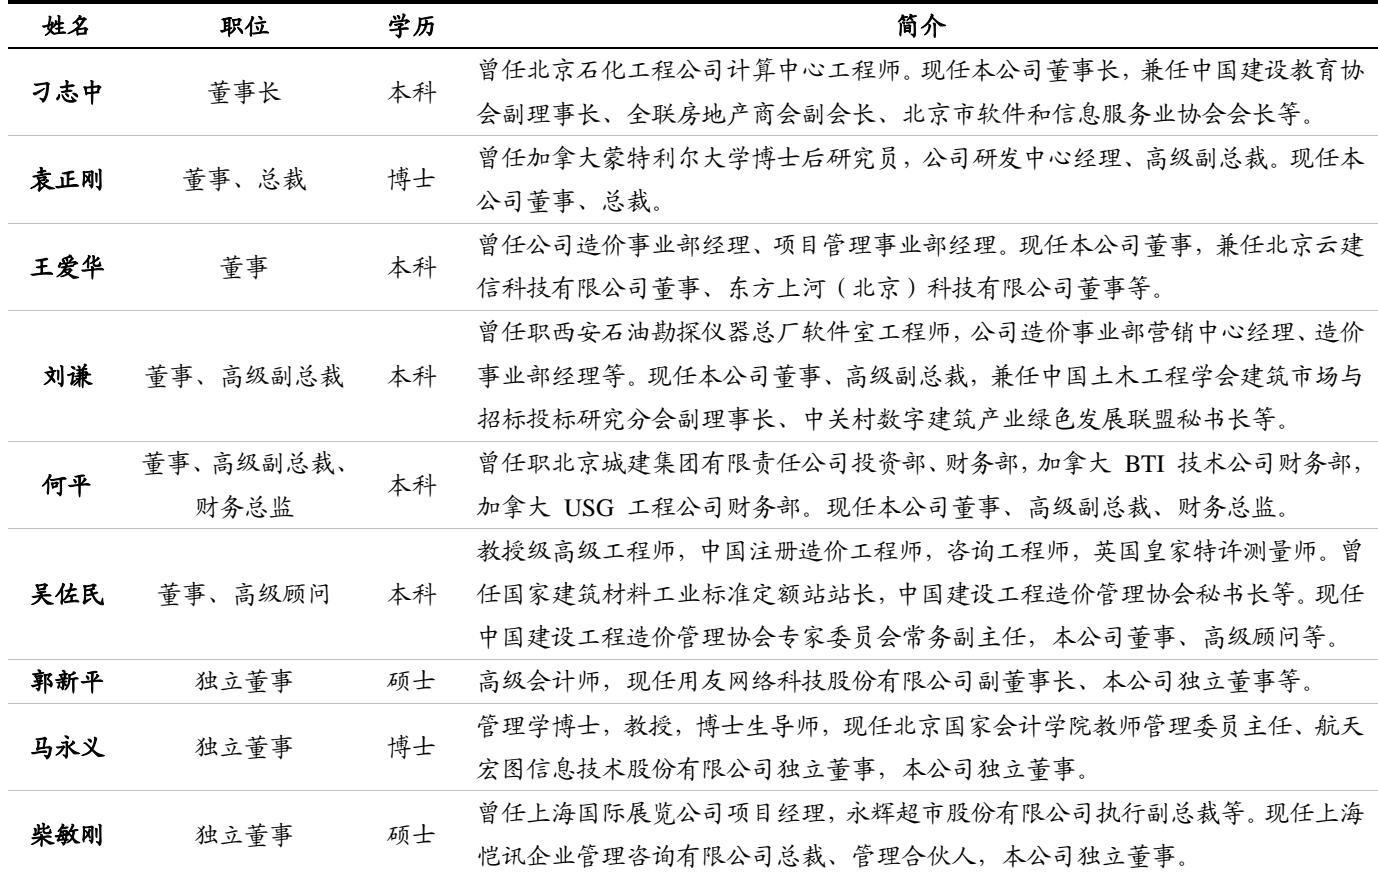 姓名 职位 学历 简介
曾任北京石化工程公司计算中心工程师。现任本公司董事长，兼任中国建设教育协
刁志中 董事长 本科
会副理事长、全联房地产商会副会长、北京市软件和信息服务业协会会长等。
曾任加拿大蒙特利尔大学博士后研究员，公司研发中心经理、高级副总裁。现任本
袁正刚 董事、总裁 博士
公司董事、总裁。
曾任公司造价事业部经理、项目管理事业部经理。现任本公司董事，兼任北京云建
王爱华 董事 本科
信科技有限公司董事、东方上河（北京）科技有限公司董事等。
曾任职西安石油勘探仪器总厂软件室工程师，公司造价事业部营销中心经理、造价
刘谦 董事、高级副总裁 本科 事业部经理等。现任本公司董事、高级副总裁，兼任中国土木工程学会建筑市场与
招标投标研究分会副理事长、中关村数字建筑产业绿色发展联盟秘书长等。
董事、高级副总裁、 曾任职北京城建集团有限责任公司投资部、财务部，加拿大 BTI 技术公司财务部，
何平 本科
财务总监 加拿大 USG 工程公司财务部。现任本公司董事、高级副总裁、财务总监。
教授级高级工程师，中国注册造价工程师，咨询工程师，英国皇家特许测量师。曾
吴佐民 董事、高级顾问 本科 任国家建筑材料工业标准定额站站长，中国建设工程造价管理协会秘书长等。现任
中国建设工程造价管理协会专家委员会常务副主任，本公司董事、高级顾问等。
郭新平 独立董事 硕士 高级会计师，现任用友网络科技股份有限公司副董事长、本公司独立董事等。
管理学博士，教授，博士生导师，现任北京国家会计学院教师管理委员主任、航天
马永义 独立董事 博士
宏图信息技术股份有限公司独立董事，本公司独立董事。
曾任上海国际展览公司项目经理，永辉超市股份有限公司执行副总裁等。现任上海
柴敏刚 独立董事 硕士
恺讯企业管理咨询有限公司总裁、管理合伙人，本公司独立董事。